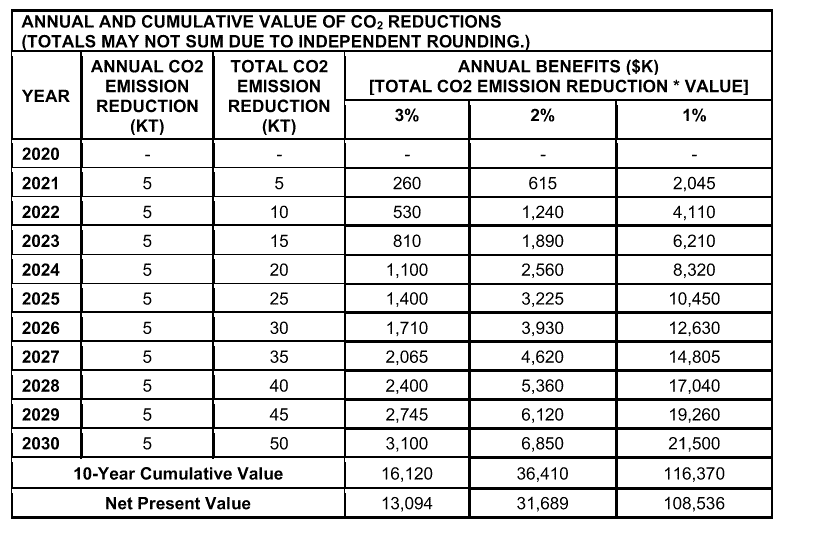 ANNUAL AND CUMULATIVE VALUE OF CO₂ REDUCTIONS
(TOTALS MAY NOT SUM DUE TO INDEPENDENT ROUNDING.)
YEAR ANNUAL CO2 EMISSION REDUCTION (KT) TOTAL CO2 EMISSION REDUCTION (KT) ANNUAL BENEFITS ($K) [TOTAL CO2 EMISSION REDUCTION * VALUE]
3% 2% 1%
2020 - - - - -
2021 5 5 260 615 2,045
2022 5 10 530 1,240 4,110
2023 5 15 810 1,890 6,210
2024 5 20 1,100 2,560 8,320
2025 5 25 1,400 3,225 10,450
2026 5 30 1,710 3,930 12,630
2027 5 35 2,065 4,620 14,805
2028 5 40 2,400 5,360 17,040
2029 5 45 2,745 6,120 19,260
2030 5 50 3,100 6,850 21,500
10-Year Cumulative Value 16,120 36,410 116,370
Net Present Value 13,094 31,689 108,536